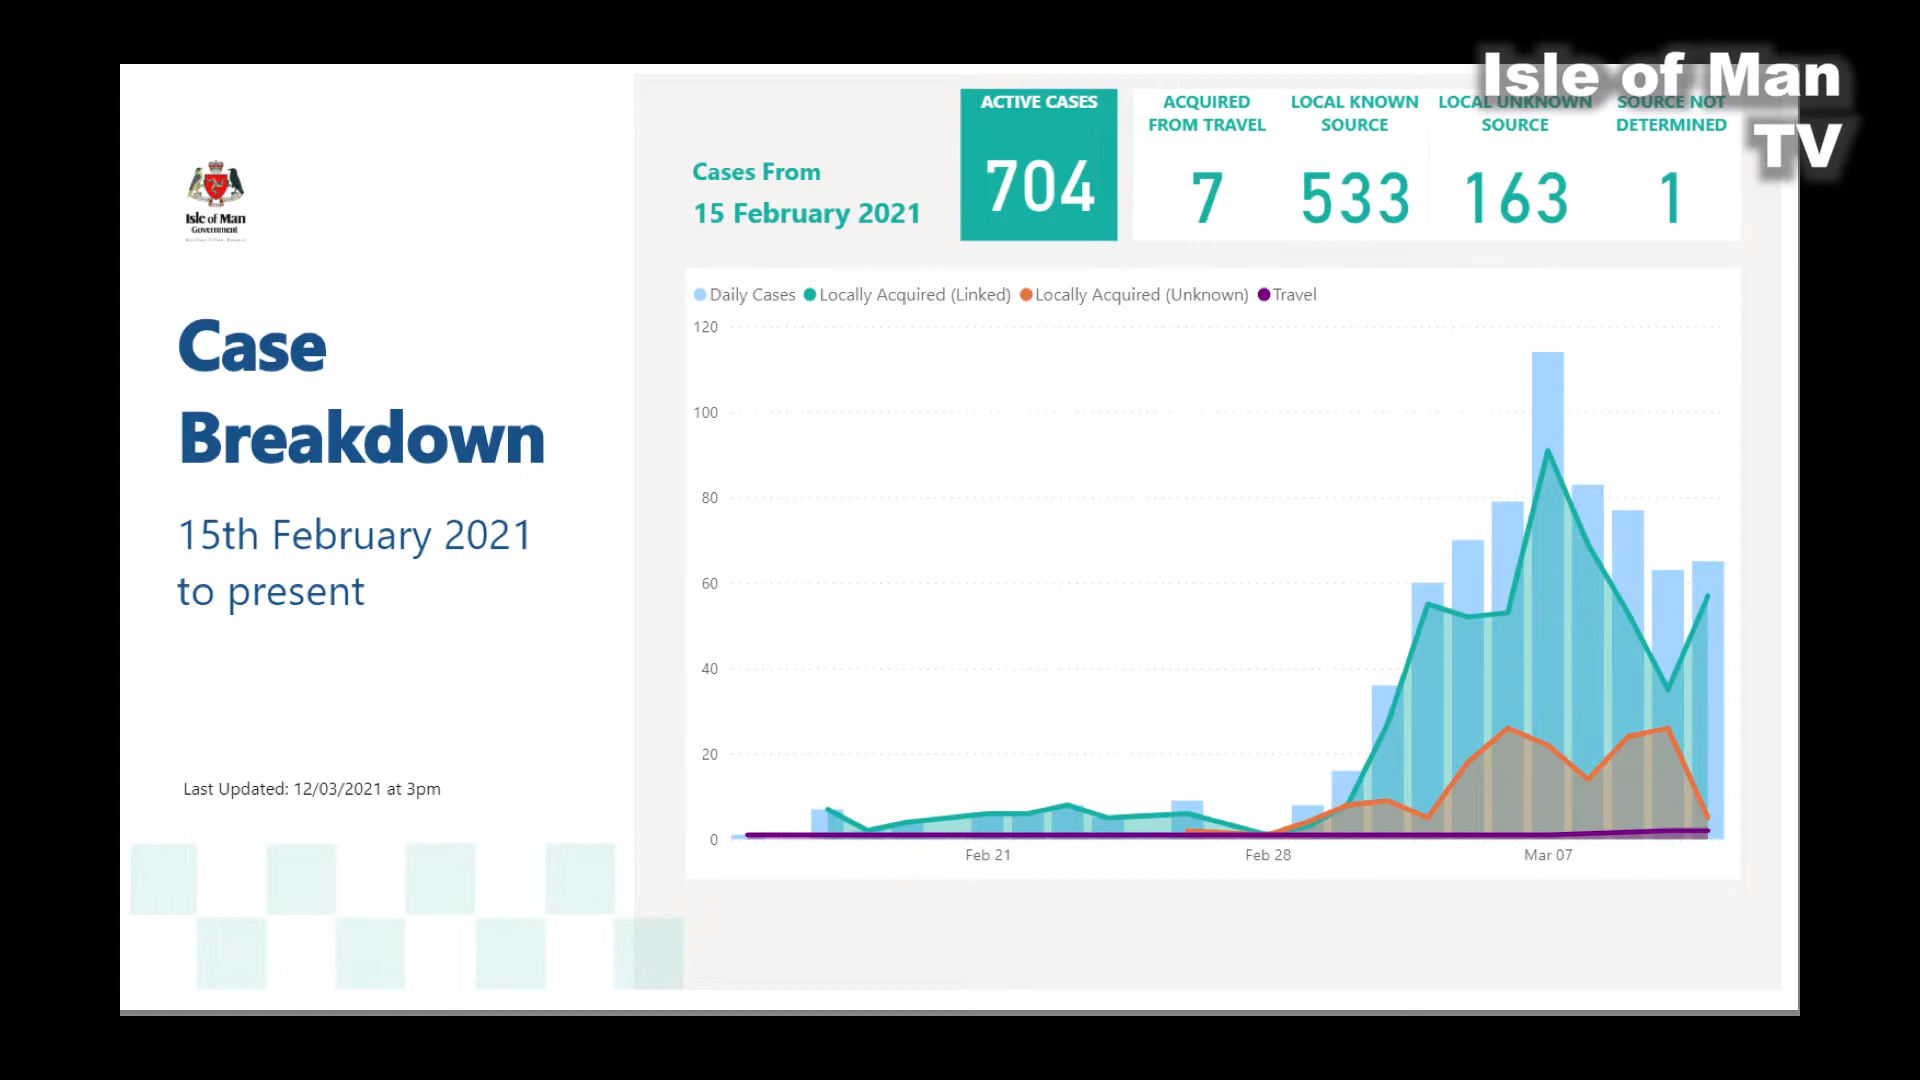 Isle of Man
TV
Isle of Man
Government
Case
Breakdown
15th February 2021
to present
Last Updated: 12/03/2021 at 3pm
Cases From
15 February 2021
ACTIVE CASES
704
ACQUIRED
FROM TRAVEL
7
LOCAL KNOWN
SOURCE
533
LOCAL UNKNOWN
SOURCE
163
SOURCE NOT
DETERMINED
1
Daily Cases Locally Acquired (Linked) Locally Acquired (Unknown) Travel
120
100
80
60
40
20
0
Feb 21 Feb 28 Mar 07